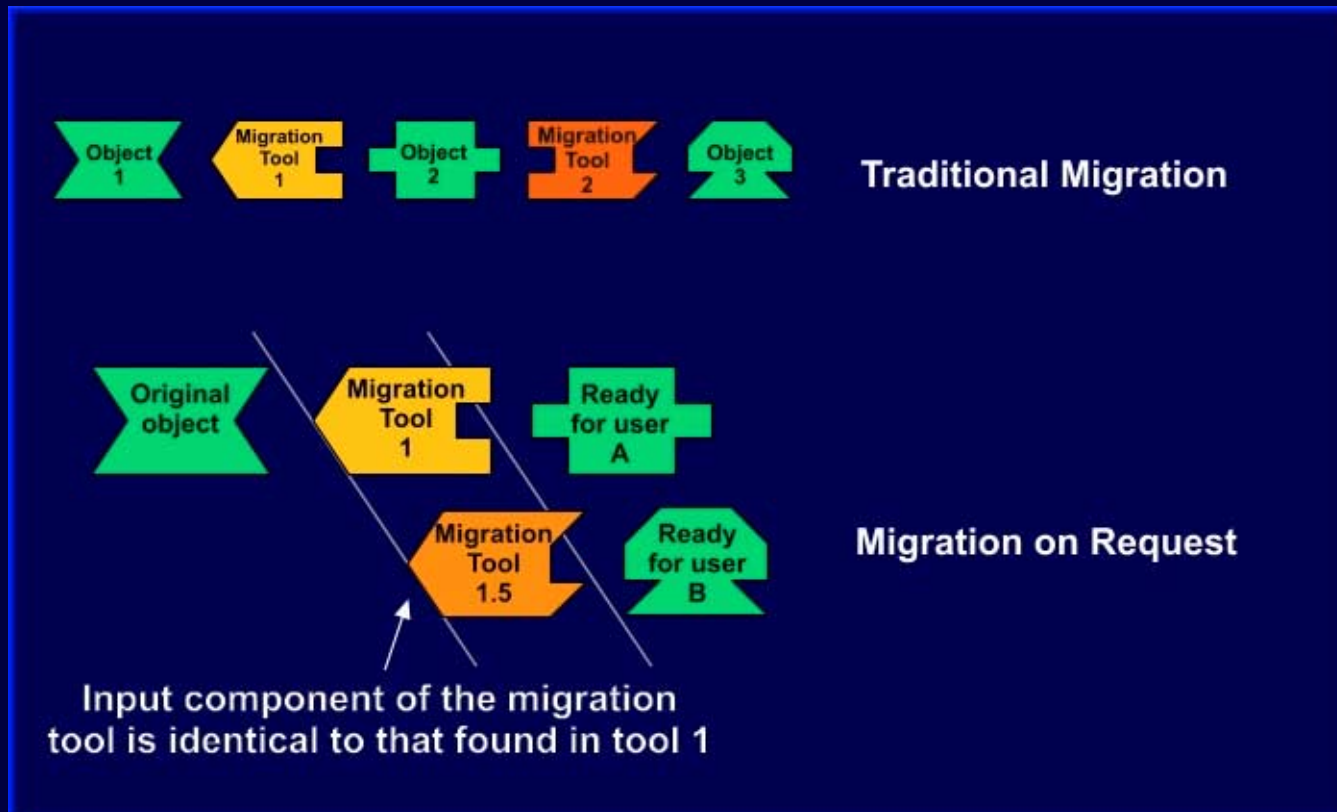 Object
1
Migration
Tool
1
Object
2
Migration
Tool
2
Object
3
Traditional Migration
Original
object
Migration
Tool
1
Ready
for user
A
Migration
Tool
1.5
Ready
for user
B
Migration on Request
Input component of the migration
tool is identical to that found in tool 1